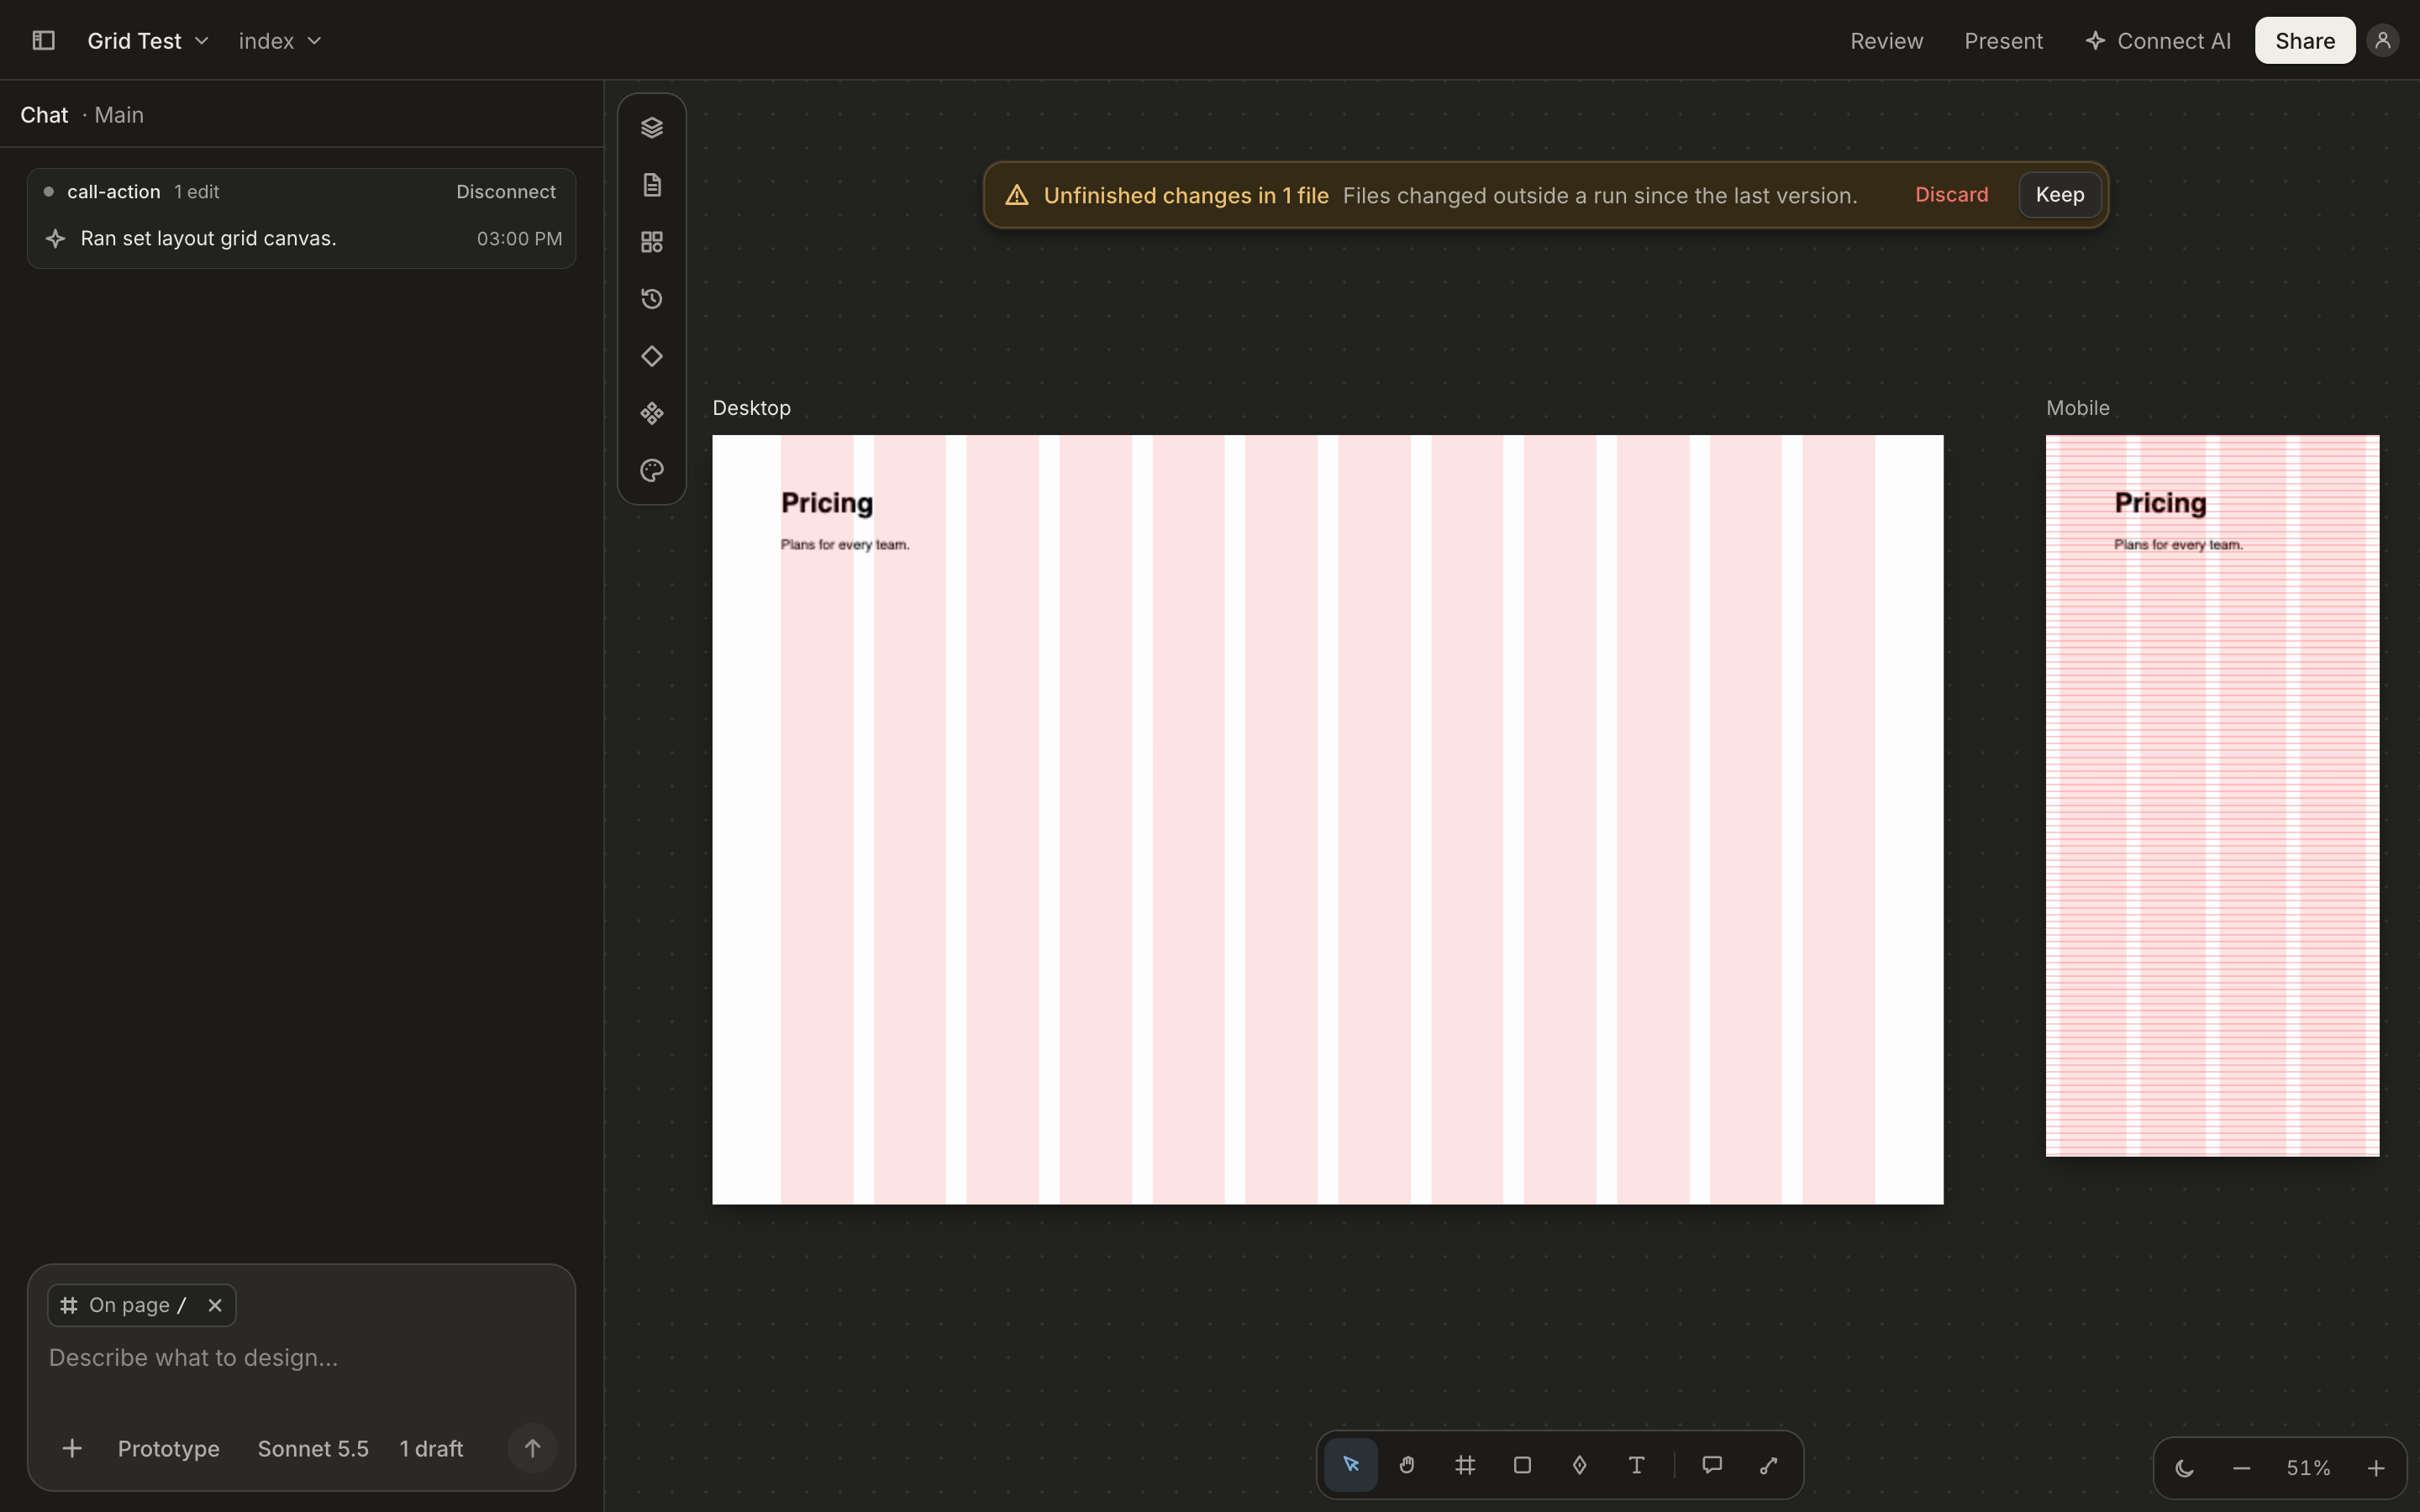 Grid Test
index
Review
Present
Connect AI
Share
Chat · Main
call-action 1 edit
Disconnect
Ran set layout grid canvas.
03:00 PM
Unfinished changes in 1 file Files changed outside a run since the last version.
Discard
Keep
Desktop
Pricing
Plans for every team.
Mobile
Pricing
Plans for every team.
On page /
Describe what to design...
Prototype
Sonnet 5.5
1 draft
51%